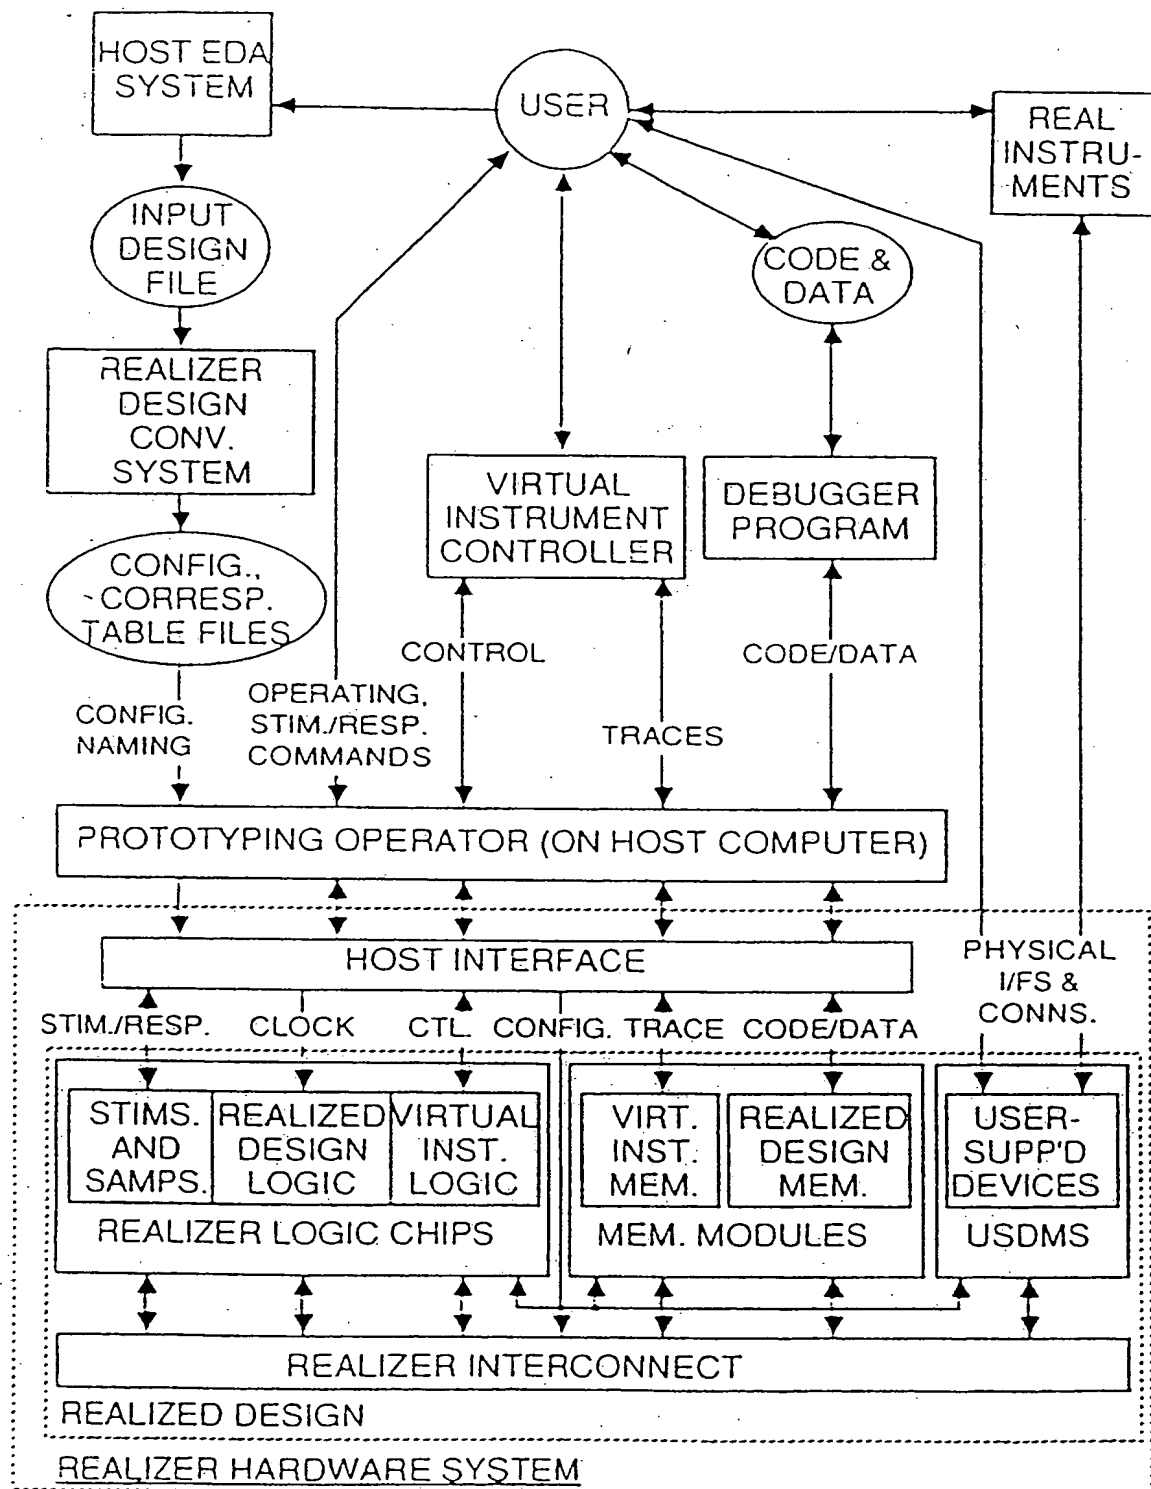 HOST EDA
SYSTEM
USER
REAL
INSTRU-
MENTS
INPUT
DESIGN
FILE
CODE &
DATA
REALIZER
DESIGN
CONV.
SYSTEM
VIRTUAL
INSTRUMENT
CONTROLLER
DEBUGGER
PROGRAM
CONFIG.,
CORRESP.
TABLE FILES
CONTROL
CODE/DATA
CONFIG.
NAMING
OPERATING,
STIM./RESP.
COMMANDS
TRACES
PROTOTYPING OPERATOR (ON HOST COMPUTER)
HOST INTERFACE
PHYSICAL
I/FS &
CONNS.
STIM./RESP.
CLOCK
CTL.
CONFIG.
TRACE
CODE/DATA
STIMS.
AND
SAMPS.
REALIZED
DESIGN
LOGIC
VIRTUAL
INST.
LOGIC
REALIZER LOGIC CHIPS
VIRT.
INST.
MEM.
REALIZED
DESIGN
MEM.
MEM. MODULES
USER-
SUPP'D
DEVICES
USDMS
REALIZER INTERCONNECT
REALIZED DESIGN
REALIZER HARDWARE SYSTEM